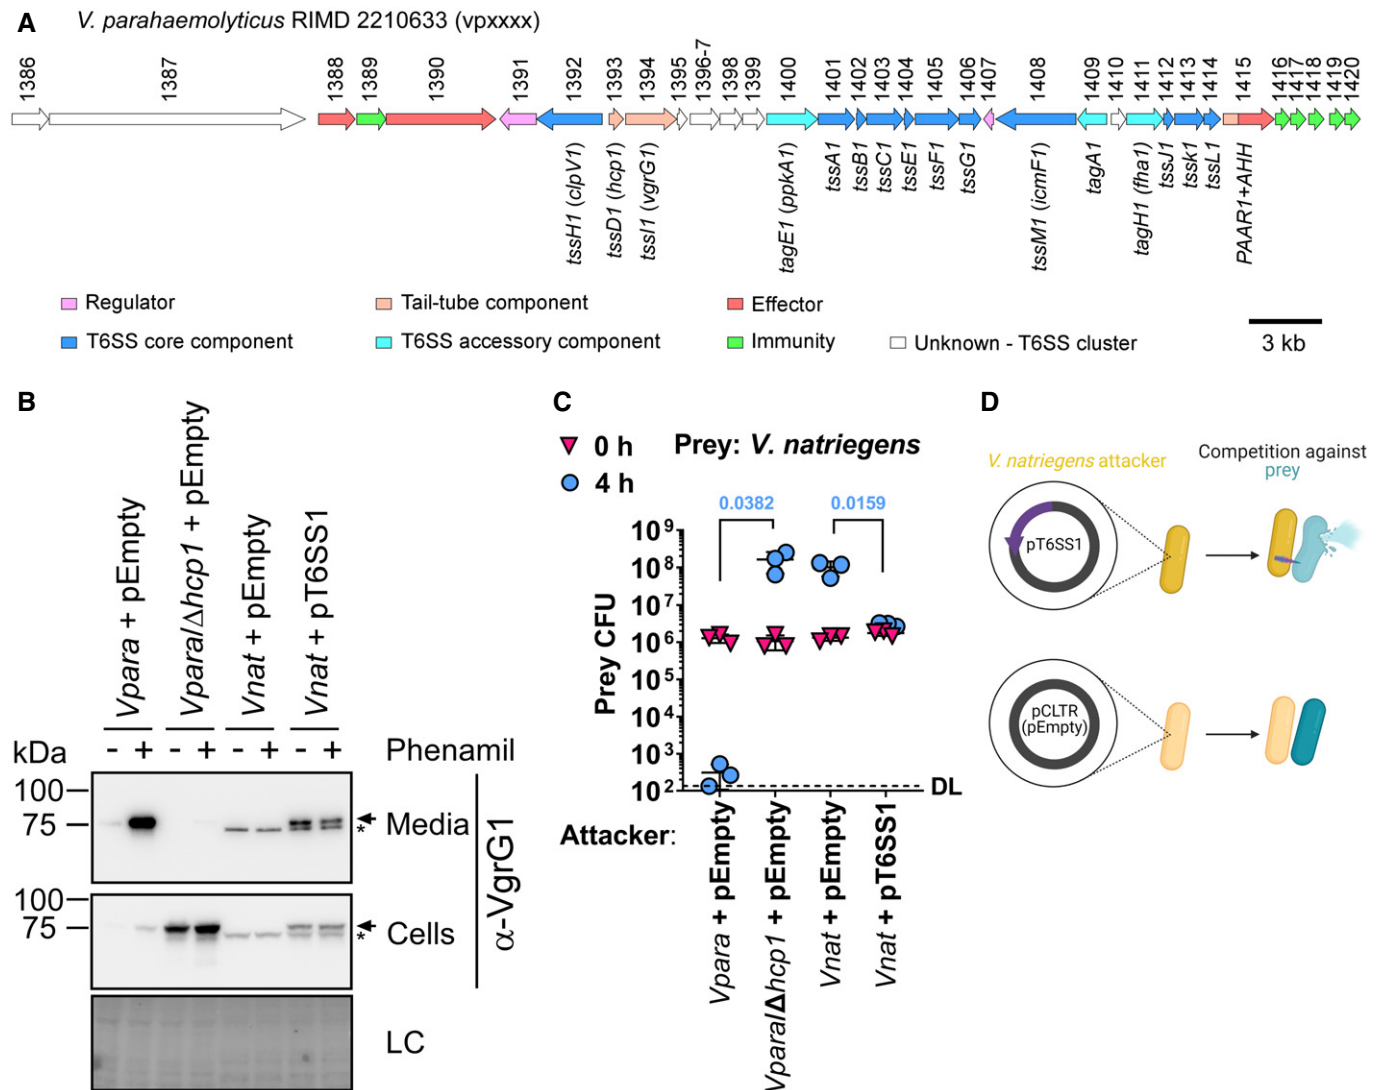 A
V. parahaemolyticus RIMD 2210633 (vpxxxx)
1386
1387
1388
1389
1390
1391
1392
1393
1394
1395
1396-7
1398
1399
1400
1401
1402
1403
1404
1405
1406
1407
1408
1409
1410
1411
1412
1413
1414
1415
1416
1417
1418
1419
1420
tssH1 (clpV1)
tssD1 (hcp1)
tssI1 (vgrG1)
tagE1 (ppkA1)
tssA1
tssB1
tssC1
tssE1
tssF1
tssG1
tssM1 (icmF1)
tagA1
tagH1 (fha1)
tssJ1
tssk1
tssL1
PAAR1+AHH
Regulator
Tail-tube component
Effector
T6SS core component
T6SS accessory component
Immunity
Unknown - T6SS cluster
3 kb
B
Vpara + pEmpty
Vpara/Δhcp1 + pEmpty
Vnat + pEmpty
Vnat + pT6SS1
kDa
- + - + - + - + Phenamil
100
75
* Media
100
75
* Cells
α-VgrG1
LC
C
0 h
4 h
Prey: V. natriegens
0.0382
0.0159
Prey CFU
10⁹
10⁸
10⁷
10⁶
10⁵
10⁴
10³
10²
DL
Attacker:
Vpara + pEmpty
Vpara/Δhcp1 + pEmpty
Vnat + pEmpty
Vnat + pT6SS1
D
V. natriegens attacker
Competition against
prey
pT6SS1
pCLTR
(pEmpty)